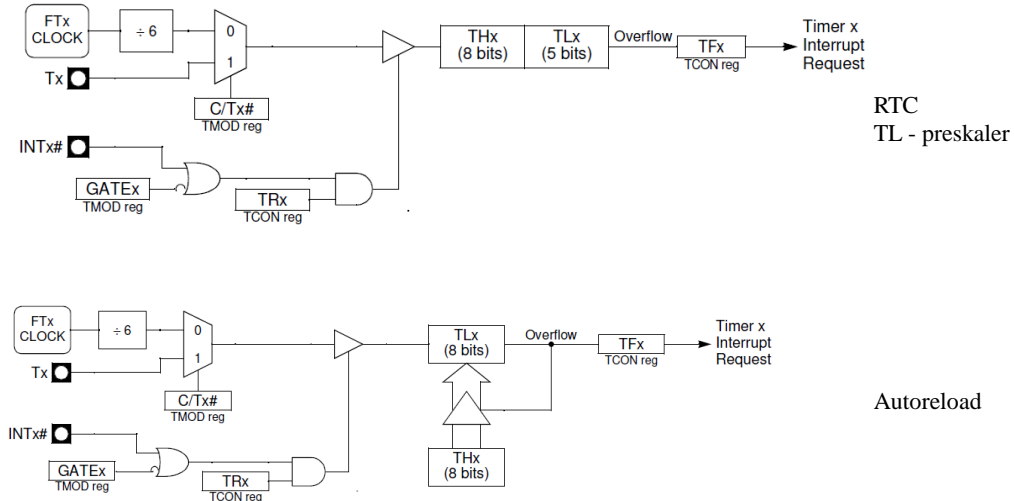 FTx
CLOCK
÷ 6
0
1
Tx
C/Tx#
TMOD reg
INTx#
GATEx
TMOD reg
TRx
TCON reg
THx
(8 bits)
TLx
(5 bits)
Overflow
TFx
TCON reg
Timer x
Interrupt
Request
RTC
TL - preskaler
FTx
CLOCK
÷ 6
0
1
Tx
C/Tx#
TMOD reg
INTx#
GATEx
TMOD reg
TRx
TCON reg
TLx
(8 bits)
Overflow
THx
(8 bits)
TFx
TCON reg
Timer x
Interrupt
Request
Autoreload